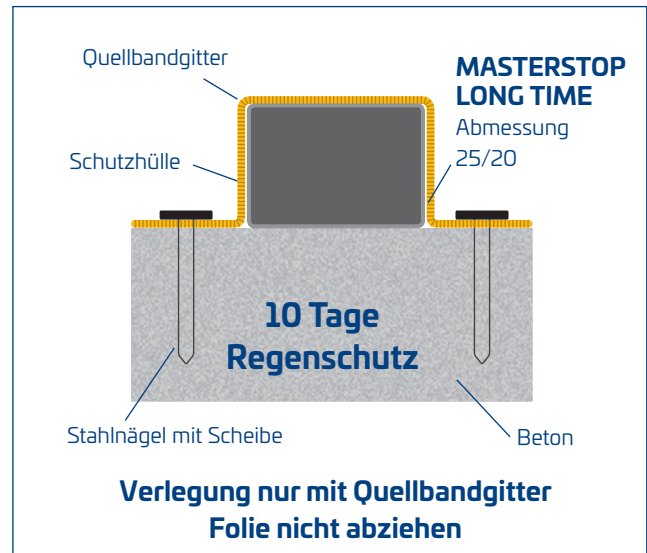 Quellbandgitter
MASTERSTOP
LONG TIME
Abmessung
25/20
Schutzhülle
10 Tage
Regenschutz
Stahlnägel mit Scheibe
Beton
Verlegung nur mit Quellbandgitter
Folie nicht abziehen